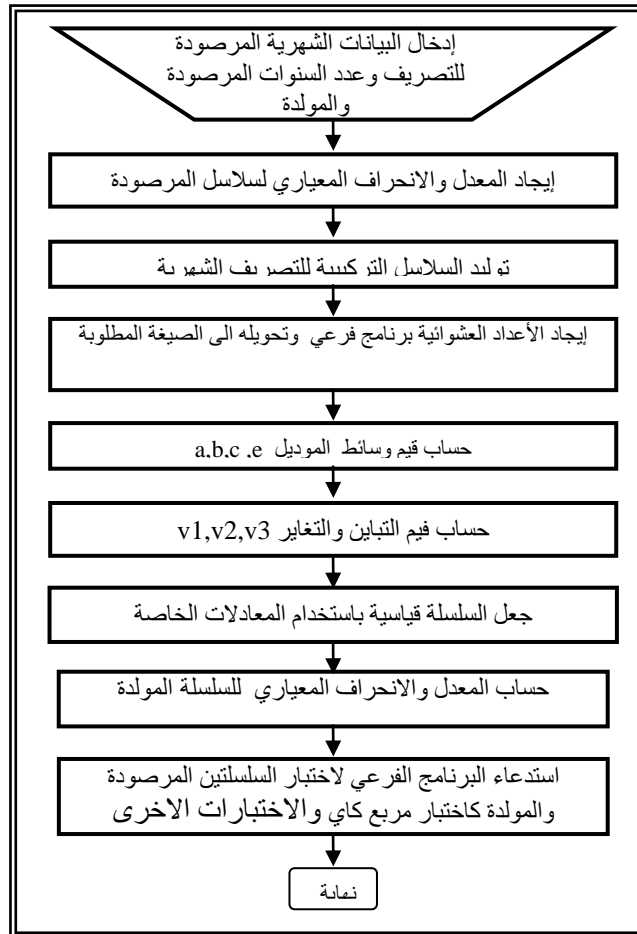 إدخال البيانات الشهرية المرصودة
للتصريف وعدد السنوات المرصودة
والمولدة
إيجاد المعدل والانحراف المعياري لسلاسل المرصودة
توليد السلاسل التركيبية للتصريف الشهرية
إيجاد الأعداد العشوائية برنامج فرعي وتحويله الى الصيغة المطلوبة
حساب قيم وسائط الموديل a,b,c ,e
حساب قيم التباين والتغاير v1,v2,v3
جعل السلسلة قياسية باستخدام المعادلات الخاصة
حساب المعدل والانحراف المعياري للسلسلة المولدة
استدعاء البرنامج الفرعي لاختبار السلسلتين المرصودة
والمولدة كاختبار مربع كاي والاختبارات الاخرى
نهاية